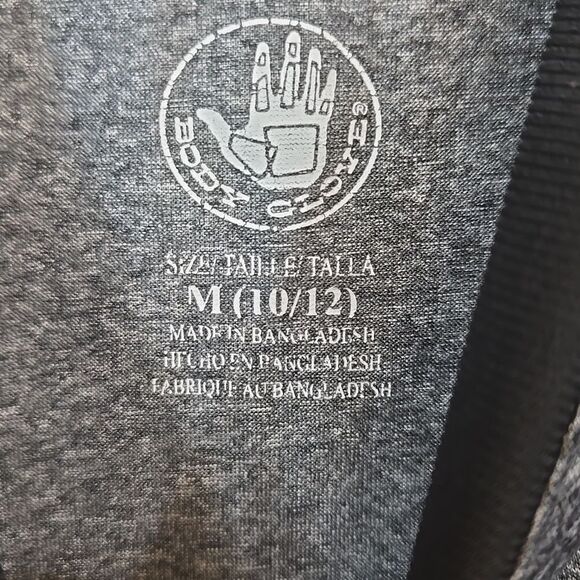 BODY GLOVE®
SIZE/TAILLE/TALLA
M (10/12)
MADE IN BANGLADESH
HECHO EN BANGLADESH
FABRIQUE AU BANGLADESH